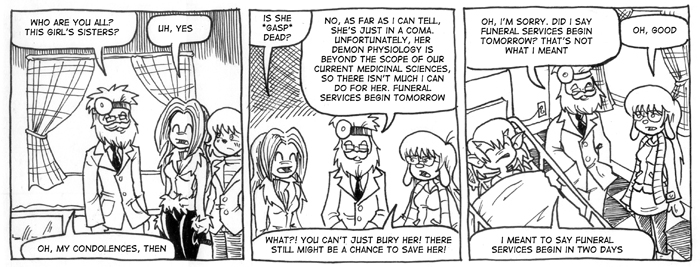 WHO ARE YOU ALL?
THIS GIRL'S SISTERS?
UH, YES
OH, MY CONDOLENCES, THEN
IS SHE
*GASP*
DEAD?
NO, AS FAR AS I CAN TELL,
SHE'S JUST IN A COMA.
UNFORTUNATELY, HER
DEMON PHYSIOLOGY IS
BEYOND THE SCOPE OF OUR
CURRENT MEDICINAL SCIENCES,
SO THERE ISN'T MUCH I CAN
DO FOR HER. FUNERAL
SERVICES BEGIN TOMORROW
WHAT?! YOU CAN'T JUST BURY HER! THERE
STILL MIGHT BE A CHANCE TO SAVE HER!
OH, I'M SORRY. DID I SAY
FUNERAL SERVICES BEGIN
TOMORROW? THAT'S NOT
WHAT I MEANT
OH, GOOD
I MEANT TO SAY FUNERAL
SERVICES BEGIN IN TWO DAYS